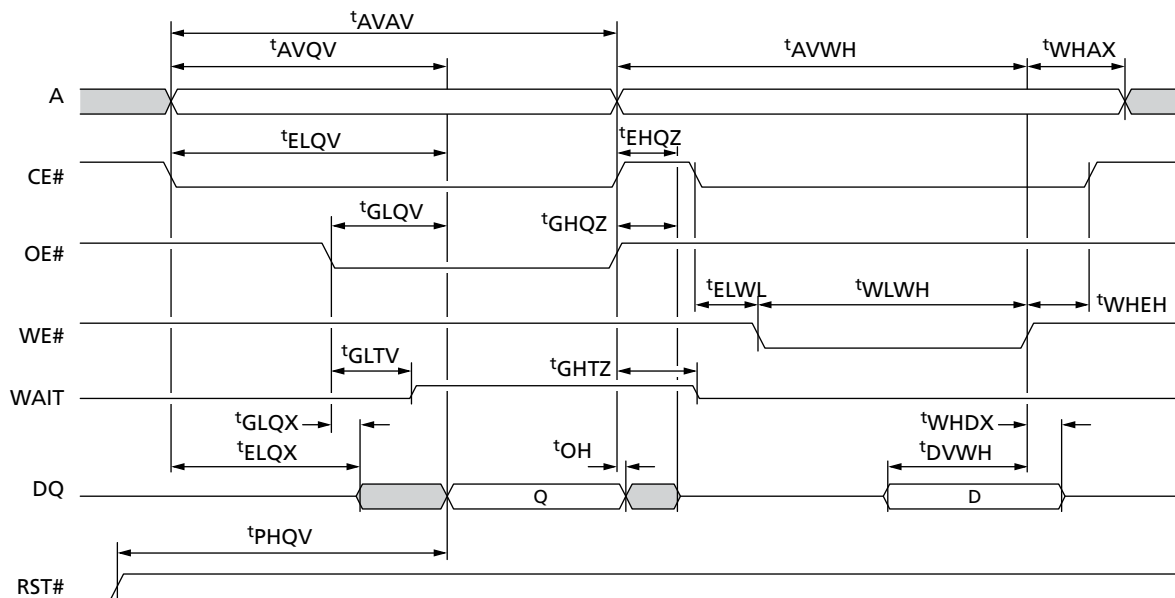 tAVAV
tAVQV
tAVWH
tWHAX
A
tELQV
tEHQZ
CE#
tGLQV
tGHQZ
OE#
tELWL
tWLWH
tWHEH
WE#
tGLTV
tGHTZ
WAIT
tGLQX
tWHDX
tELQX
tOH
tDVWH
DQ
Q
D
tPHQV
RST#